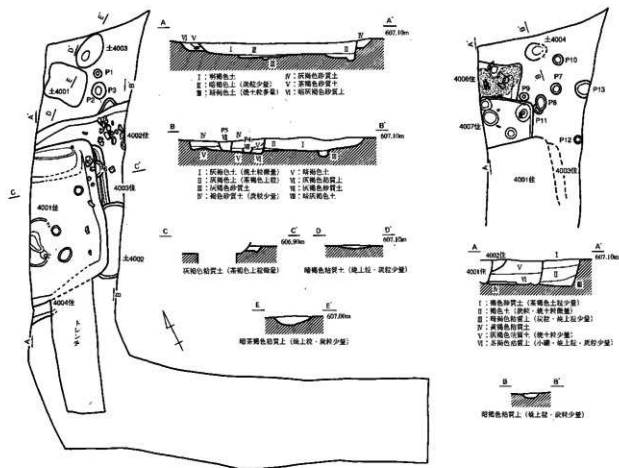 A A'
607.10m
Ⅰ：暗褐色土
Ⅱ：暗褐色土（炭粒少量）
Ⅲ：暗褐色土（焼土粒多量）
Ⅳ：灰褐色砂質土
Ⅴ：茶褐色砂質土
Ⅵ：暗灰褐色砂質土
B B'
607.10m
Ⅰ：灰褐色土（焼土粒微量）
Ⅱ：灰褐色土（茶褐色土粒）
Ⅲ：灰褐色砂質土
Ⅳ：褐色砂質土（炭粒少量）
Ⅴ：暗褐色土
Ⅵ：灰褐色粘質土
Ⅶ：灰褐色砂質土
Ⅷ：暗灰褐色土
C C'
606.90m
灰褐色粘質土（茶褐色土粒微量）
D D'
607.10m
暗褐色粘質土（焼土粒・炭粒少量）
E E'
607.00m
暗茶褐色粘質土（焼土粒・炭粒少量）
土4003
土4001
P1
P2
P3
4002住
4003住
4001住
土4002
4004住
トレンチ
土4004
P10
4006住
P7
P13
P9
P8
4007住
P11
P12
4001住
4003住
A A'
607.10m
4002住
4001住
Ⅰ：褐色砂質土（茶褐色土粒少量）
Ⅱ：褐色土（炭粒・焼土粒微量）
Ⅲ：暗褐色粘質土（炭粒・焼土粒少量）
Ⅳ：黄褐色粘質土
Ⅴ：灰褐色粘質土（焼土粒少量）
Ⅵ：茶褐色粘質土（小礫・焼土粒・炭粒少量）
B B'
607.10m
暗褐色粘質土（焼土粒・炭粒少量）